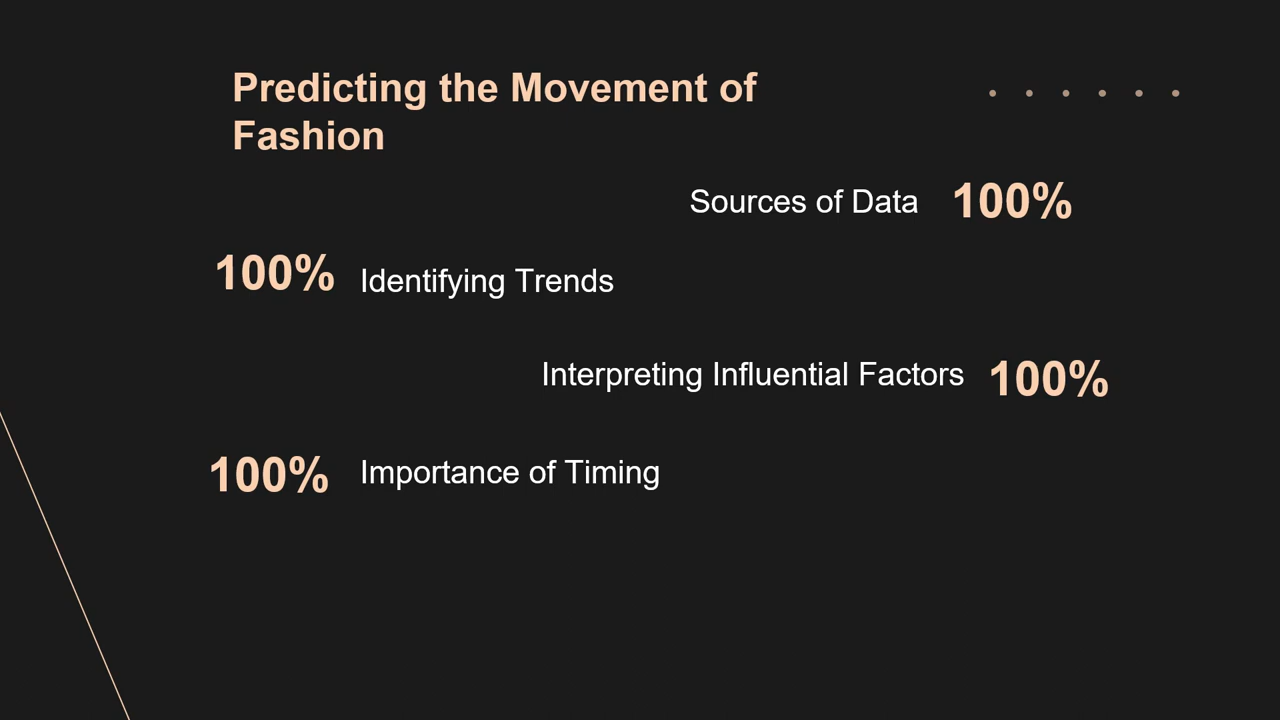 Predicting the Movement of
Fashion
Sources of Data 100%
100% Identifying Trends
Interpreting Influential Factors 100%
100% Importance of Timing